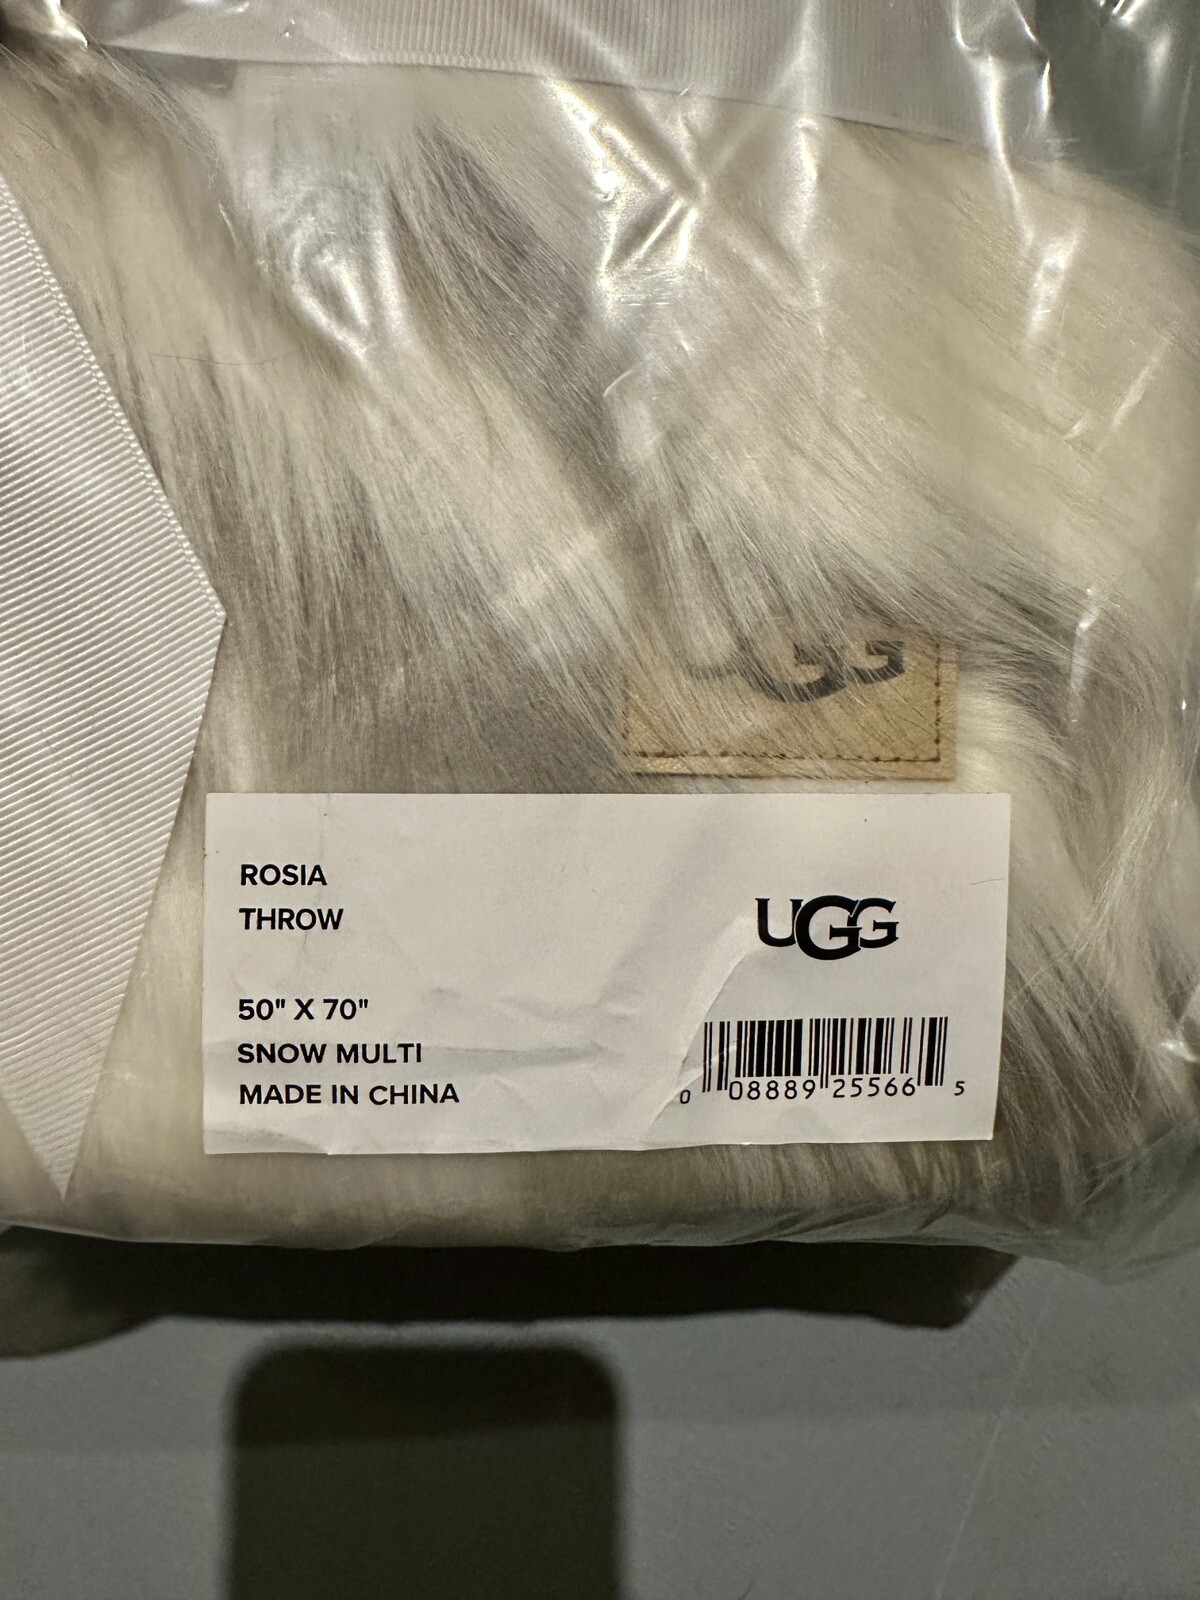 UGG
ROSIA
THROW
UGG
50" X 70"
SNOW MULTI
MADE IN CHINA
0 08889 25566 5